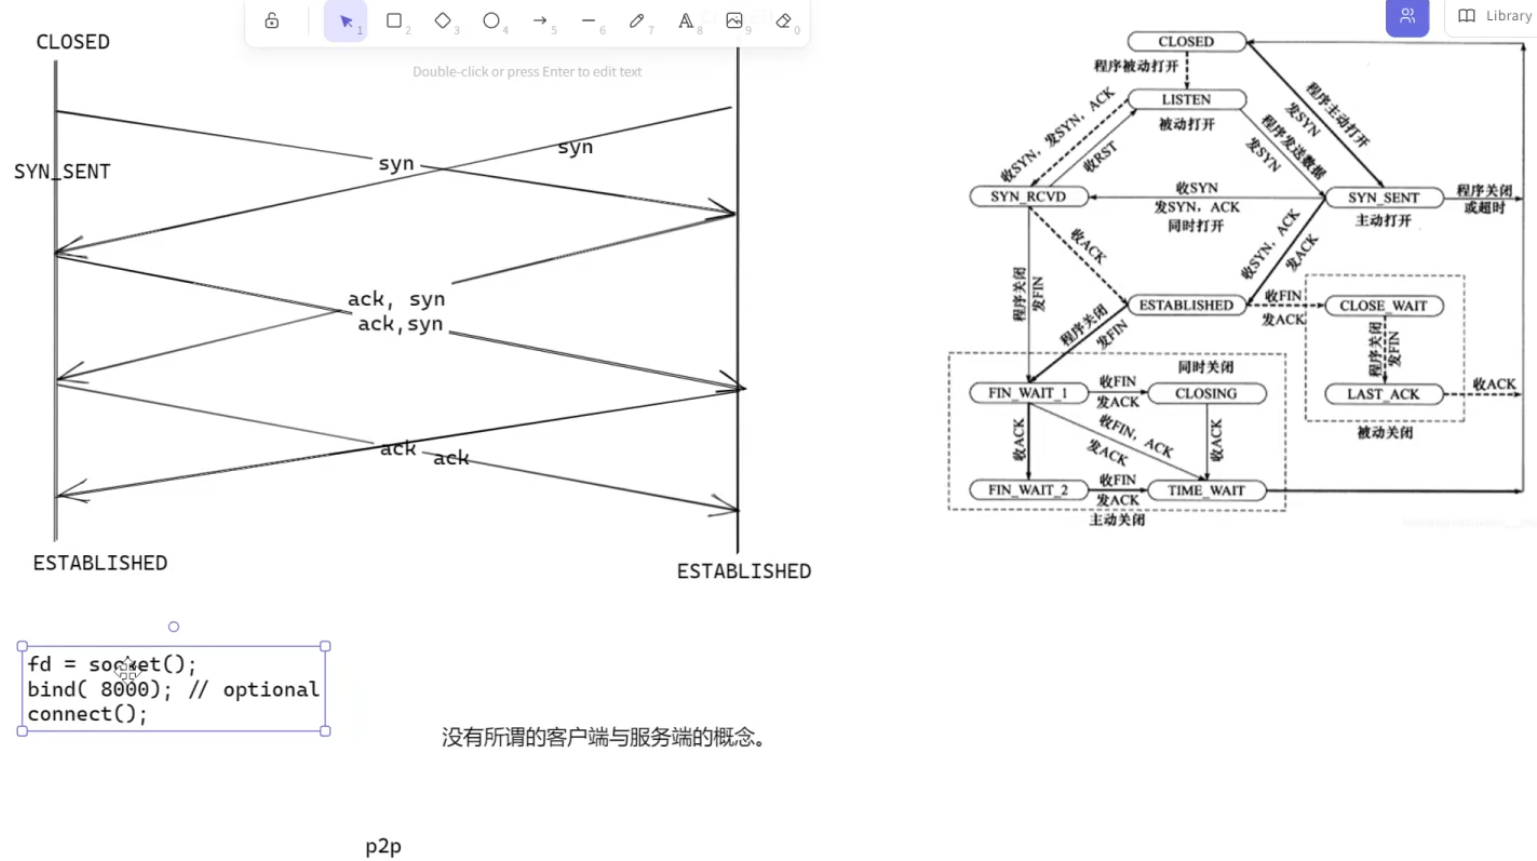 1
2
3
4
5
6
7
8
9
0
Library
Double-click or press Enter to edit text
CLOSED
SYN_SENT
syn
syn
ack, syn
ack,syn
ack
ack
ESTABLISHED
ESTABLISHED
fd = socket();
bind( 8000); // optional
connect();
没有所谓的客户端与服务端的概念。
p2p
CLOSED
程序被动打开
LISTEN
被动打开
收SYN，发SYN，ACK
收RST
程序主动打开
发SYN
程序发送数据
发SYN
SYN_RCVD
收SYN
发SYN，ACK
同时打开
SYN_SENT
主动打开
程序关闭
或超时
收ACK
收SYN，ACK
发ACK
程序关闭
发FIN
ESTABLISHED
收FIN
发ACK
CLOSE_WAIT
程序关闭
发FIN
程序关闭
发FIN
LAST_ACK
收ACK
被动关闭
同时关闭
FIN_WAIT_1
收FIN
发ACK
CLOSING
收ACK
收FIN，ACK
发ACK
收ACK
FIN_WAIT_2
收FIN
发ACK
TIME_WAIT
主动关闭